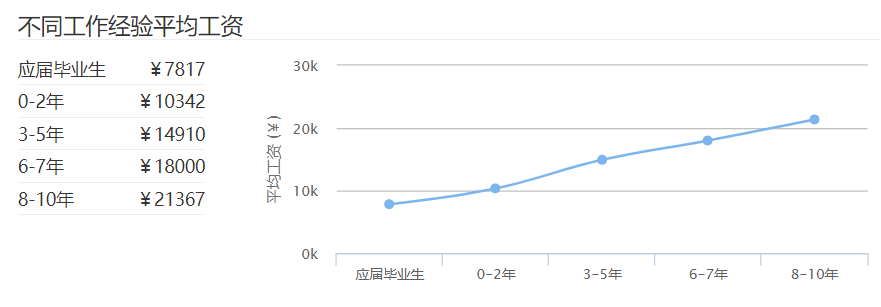 不同工作经验平均工资
应届毕业生 ¥7817
0-2年 ¥10342
3-5年 ¥14910
6-7年 ¥18000
8-10年 ¥21367
平均工资 (¥)
30k
20k
10k
0k
应届毕业生 0-2年 3-5年 6-7年 8-10年